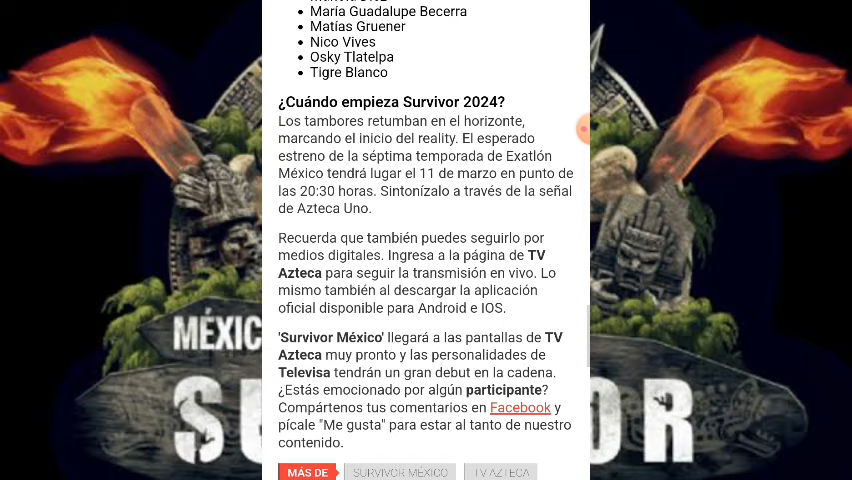 María Guadalupe Becerra
Matías Gruener
Nico Vives
Osky Tlatelpa
Tigre Blanco
¿Cuándo empieza Survivor 2024?
Los tambores retumban en el horizonte,
marcando el inicio del reality. El esperado
estreno de la séptima temporada de Exatlón
México tendrá lugar el 11 de marzo en punto de
las 20:30 horas. Sintonízalo a través de la señal
de Azteca Uno.
Recuerda que también puedes seguirlo por
medios digitales. Ingresa a la página de TV
Azteca para seguir la transmisión en vivo. Lo
mismo también al descargar la aplicación
oficial disponible para Android e IOS.
'Survivor México' llegará a las pantallas de TV
Azteca muy pronto y las personalidades de
Televisa tendrán un gran debut en la cadena.
¿Estás emocionado por algún participante?
Compártenos tus comentarios en Facebook y
pícale "Me gusta" para estar al tanto de nuestro
contenido.
MÁS DE SURVIVOR MÉXICO TV AZTECA
MÉXIC
S OR